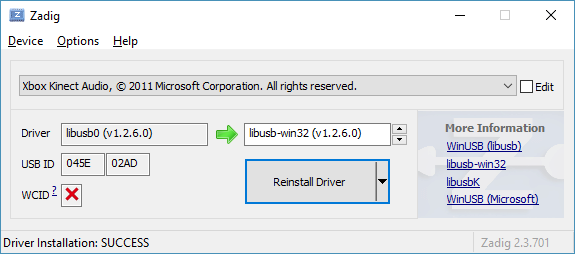 Zadig
Device Options Help
Xbox Kinect Audio, © 2011 Microsoft Corporation. All rights reserved.
Edit
Driver
libusb0 (v1.2.6.0)
libusb-win32 (v1.2.6.0)
USB ID
045E
02AD
WCID ?
Reinstall Driver
More Information
WinUSB (libusb)
libusb-win32
libusbK
WinUSB (Microsoft)
Driver Installation: SUCCESS
Zadig 2.3.701